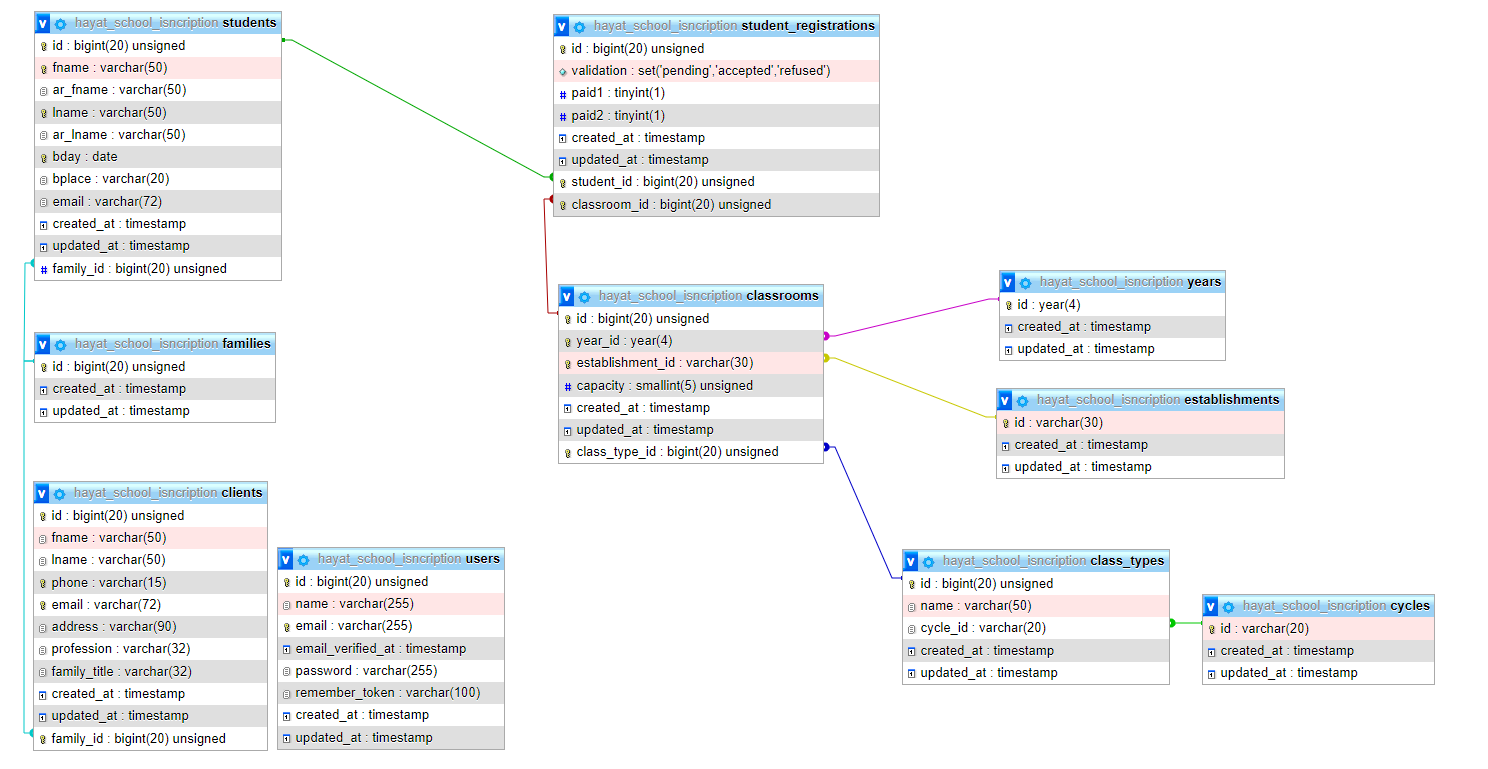 hayat_school_isncription students
id : bigint(20) unsigned
fname : varchar(50)
ar_fname : varchar(50)
lname : varchar(50)
ar_lname : varchar(50)
bday : date
bplace : varchar(20)
email : varchar(72)
created_at : timestamp
updated_at : timestamp
family_id : bigint(20) unsigned
hayat_school_isncription student_registrations
id : bigint(20) unsigned
validation : set('pending','accepted','refused')
paid1 : tinyint(1)
paid2 : tinyint(1)
created_at : timestamp
updated_at : timestamp
student_id : bigint(20) unsigned
classroom_id : bigint(20) unsigned
hayat_school_isncription families
id : bigint(20) unsigned
created_at : timestamp
updated_at : timestamp
hayat_school_isncription classrooms
id : bigint(20) unsigned
year_id : year(4)
establishment_id : varchar(30)
capacity : smallint(5) unsigned
created_at : timestamp
updated_at : timestamp
class_type_id : bigint(20) unsigned
hayat_school_isncription years
id : year(4)
created_at : timestamp
updated_at : timestamp
hayat_school_isncription establishments
id : varchar(30)
created_at : timestamp
updated_at : timestamp
hayat_school_isncription clients
id : bigint(20) unsigned
fname : varchar(50)
lname : varchar(50)
phone : varchar(15)
email : varchar(72)
address : varchar(90)
profession : varchar(32)
family_title : varchar(32)
created_at : timestamp
updated_at : timestamp
family_id : bigint(20) unsigned
hayat_school_isncription users
id : bigint(20) unsigned
name : varchar(255)
email : varchar(255)
email_verified_at : timestamp
password : varchar(255)
remember_token : varchar(100)
created_at : timestamp
updated_at : timestamp
hayat_school_isncription class_types
id : bigint(20) unsigned
name : varchar(50)
cycle_id : varchar(20)
created_at : timestamp
updated_at : timestamp
hayat_school_isncription cycles
id : varchar(20)
created_at : timestamp
updated_at : timestamp